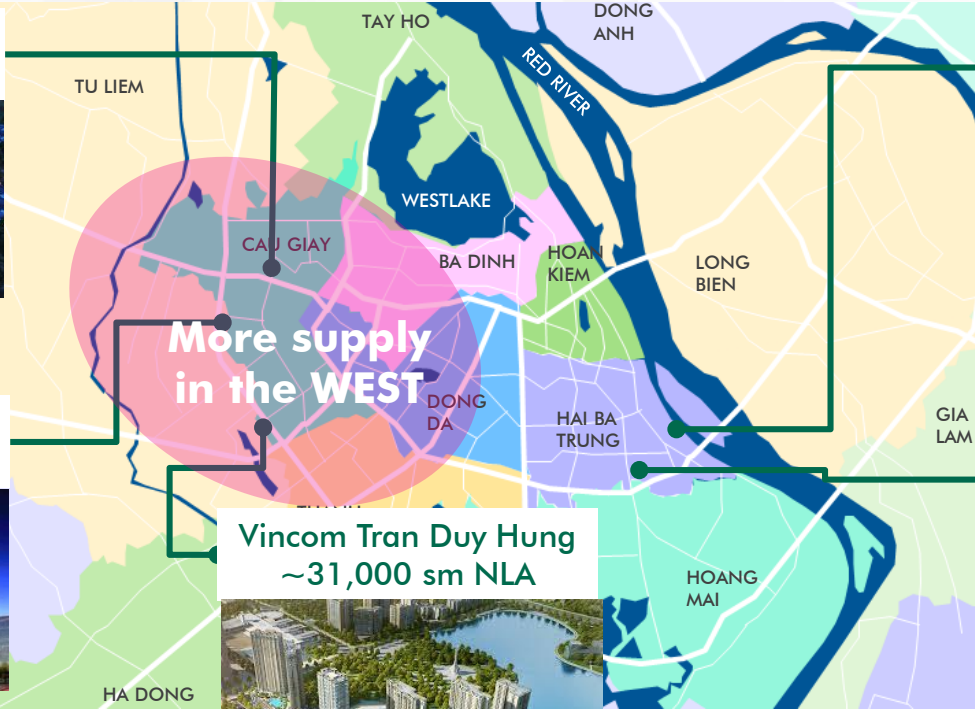 TAY HO
DONG
ANH
RED RIVER
TU LIEM
WESTLAKE
CAU GIAY
BA DINH
HOAN
KIEM
LONG
BIEN
More supply
in the WEST
DONG
DA
HAI BA
TRUNG
GIA
LAM
Vincom Tran Duy Hung
~31,000 sm NLA
HOANG
MAI
HA DONG